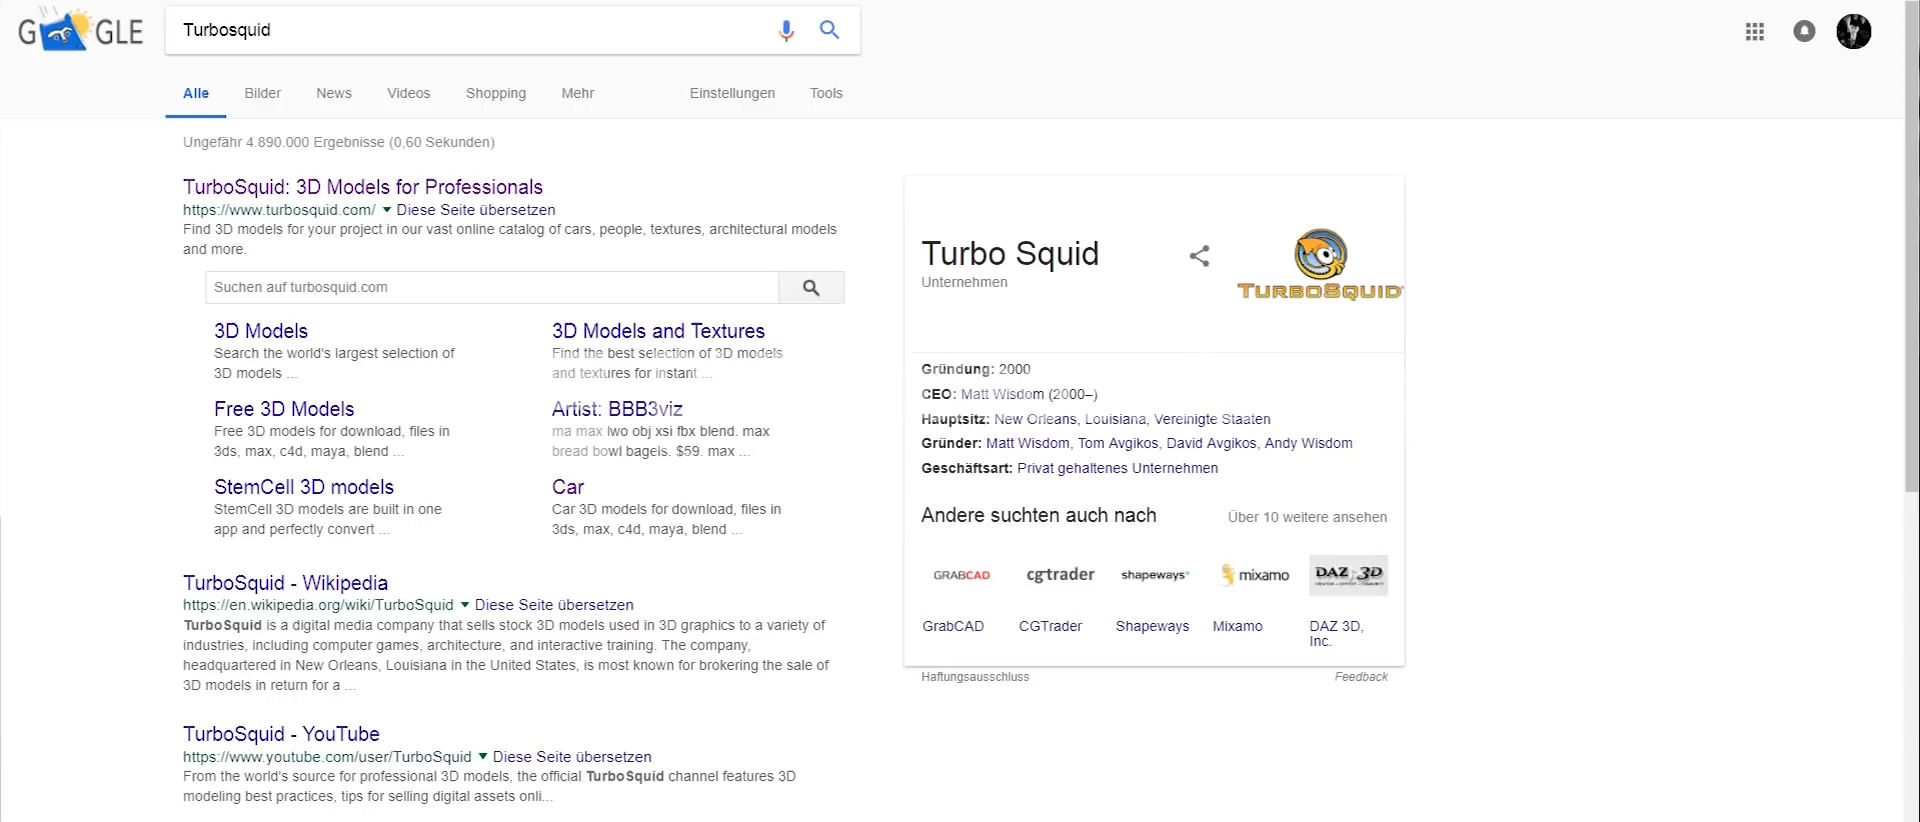 GOOGLE
Turbosquid
Alle Bilder News Videos Shopping Mehr Einstellungen Tools
Ungefähr 4.890.000 Ergebnisse (0,60 Sekunden)
TurboSquid: 3D Models for Professionals
https://www.turbosquid.com/ Diese Seite übersetzen
Find 3D models for your project in our vast online catalog of cars, people, textures, architectural models
and more.
Suchen auf turbosquid.com
3D Models
Search the world's largest selection of
3D models ...
3D Models and Textures
Find the best selection of 3D models
and textures for instant ...
Free 3D Models
Free 3D models for download, files in
3ds, max, c4d, maya, blend ...
Artist: BBB3viz
ma max lwo obj xsi fbx blend. max
bread bowl bagels. $59. max ...
StemCell 3D models
StemCell 3D models are built in one
app and perfectly convert ...
Car
Car 3D models for download, files in
3ds, max, c4d, maya, blend ...
TurboSquid - Wikipedia
https://en.wikipedia.org/wiki/TurboSquid Diese Seite übersetzen
TurboSquid is a digital media company that sells stock 3D models used in 3D graphics to a variety of
industries, including computer games, architecture, and interactive training. The company,
headquartered in New Orleans, Louisiana in the United States, is most known for brokering the sale of
3D models in return for a ...
TurboSquid - YouTube
https://www.youtube.com/user/TurboSquid Diese Seite übersetzen
From the world's source for professional 3D models, the official TurboSquid channel features 3D
modeling best practices, tips for selling digital assets onli...
Turbo Squid
Unternehmen
TURBOSQUID
Gründung: 2000
CEO: Matt Wisdom (2000–)
Hauptsitz: New Orleans, Louisiana, Vereinigte Staaten
Gründer: Matt Wisdom, Tom Avgikos, David Avgikos, Andy Wisdom
Geschäftsart: Privat gehaltenes Unternehmen
Andere suchten auch nach Über 10 weitere ansehen
GRABCAD cgtrader shapeways* mixamo DAZ 3D
GrabCAD CGTrader Shapeways Mixamo DAZ 3D,
Inc.
Haftungsausschluss Feedback